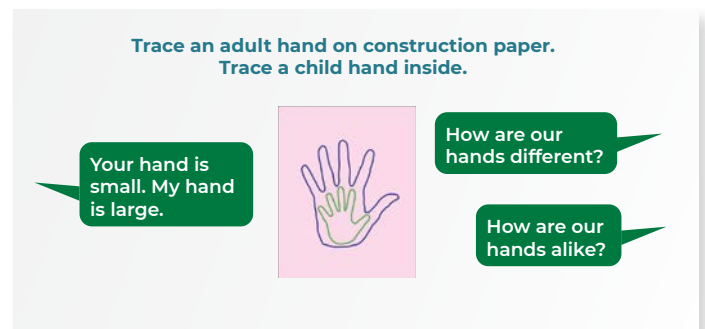 Trace an adult hand on construction paper.
Trace a child hand inside.
Your hand is
small. My hand
is large.
How are our
hands different?
How are our
hands alike?